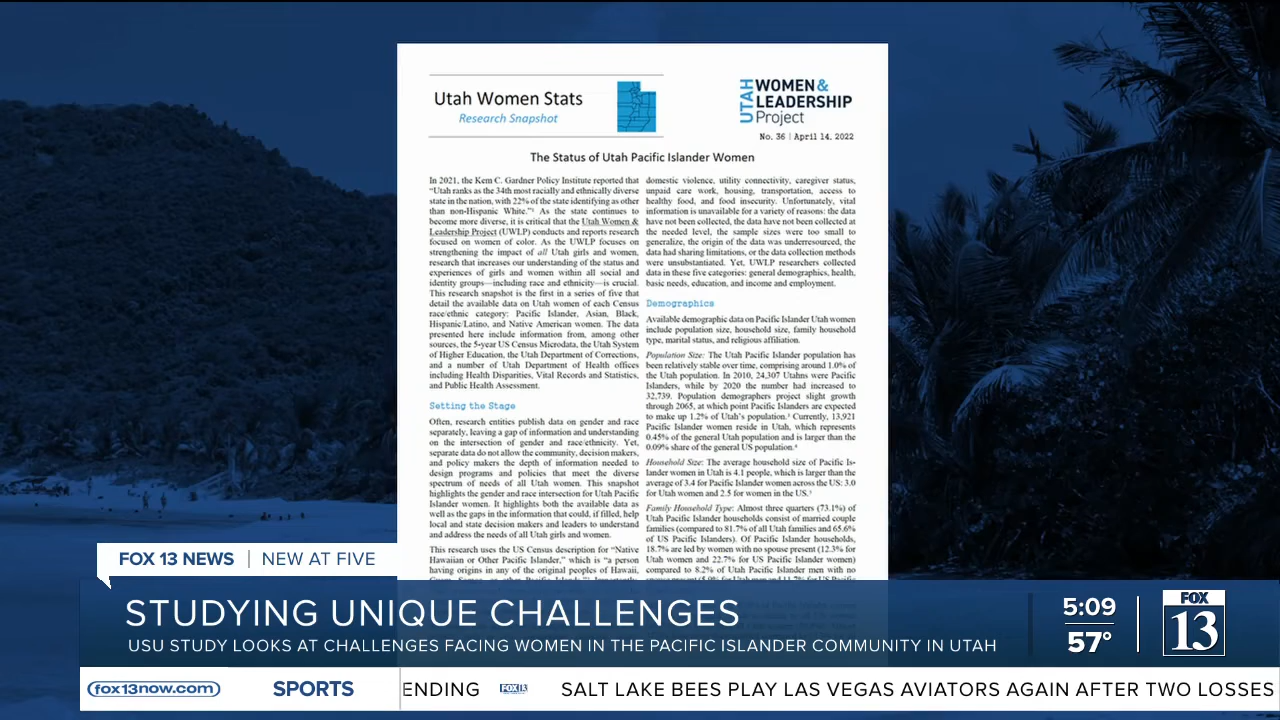 Utah Women Stats
Research Snapshot
UTAH
WOMEN &
LEADERSHIP
Project
No. 36 | April 14, 2022
The Status of Utah Pacific Islander Women
In 2021, the Kem C. Gardner Policy Institute reported that
“Utah ranks as the 34th most racially and ethnically diverse
state in the nation, with 22% of the state identifying as other
than non-Hispanic White.”¹ As the state continues to
become more diverse, it is critical that the Utah Women &
Leadership Project (UWLP) conducts and reports research
focused on women of color. As the UWLP focuses on
strengthening the impact of all Utah girls and women,
research that increases our understanding of the status and
experiences of girls and women within all social and
identity groups—including race and ethnicity—is crucial.
This research snapshot is the first in a series of five that
detail the available data on Utah women of each Census
race/ethnic category: Pacific Islander, Asian, Black,
Hispanic/Latino, and Native American women. The data
presented here include information from, among other
sources, the 5-year US Census Microdata, the Utah System
of Higher Education, the Utah Department of Corrections,
and a number of Utah Department of Health offices
including Health Disparities, Vital Records and Statistics,
and Public Health Assessment.
Setting the Stage
Often, research entities publish data on gender and race
separately, leaving a gap of information and understanding
on the intersection of gender and race/ethnicity. Yet,
separate data do not allow the community, decision makers,
and policy makers the depth of information needed to
design programs and policies that meet the diverse
spectrum of needs of all Utah women. This snapshot
highlights the gender and race intersection for Utah Pacific
Islander women. It highlights both the available data as
well as the gaps in the information that could, if filled, help
local and state decision makers and leaders to understand
and address the needs of all Utah girls and women.
This research uses the US Census description for “Native
Hawaiian or Other Pacific Islander,” which is “a person
having origins in any of the original peoples of Hawaii,
domestic violence, utility connectivity, caregiver status,
unpaid care work, housing, transportation, access to
healthy food, and food insecurity. Unfortunately, vital
information is unavailable for a variety of reasons: the data
have not been collected, the data have not been collected at
the needed level, the sample sizes were too small to
generalize, the origin of the data was underresourced, the
data had sharing limitations, or the data collection methods
were unsubstantiated. Yet, UWLP researchers collected
data in these five categories: general demographics, health,
basic needs, education, and income and employment.
Demographics
Available demographic data on Pacific Islander Utah women
include population size, household size, family household
type, marital status, and religious affiliation.
Population Size: The Utah Pacific Islander population has
been relatively stable over time, comprising around 1.0% of
the Utah population. In 2010, 24,307 Utahns were Pacific
Islanders, while by 2020 the number had increased to
32,739. Population demographers project slight growth
through 2065, at which point Pacific Islanders are expected
to make up 1.2% of Utah’s population.³ Currently, 13,921
Pacific Islander women reside in Utah, which represents
0.45% of the general Utah population and is larger than the
0.09% share of the general US population.⁴
Household Size: The average household size of Pacific Is-
lander women in Utah is 4.1 people, which is larger than the
average of 3.4 for Pacific Islander women across the US: 3.0
for Utah women and 2.5 for women in the US.⁵
Family Household Type: Almost three quarters (73.1%) of
Utah Pacific Islander households consist of married couple
families (compared to 81.7% of all Utah families and 65.6%
of US Pacific Islanders). Of Pacific Islander households,
18.7% are led by women with no spouse present (12.3% for
Utah women and 22.7% for US Pacific Islander women)
compared to 8.2% of Utah Pacific Islander men with no
FOX 13 NEWS | NEW AT FIVE
STUDYING UNIQUE CHALLENGES
USU STUDY LOOKS AT CHALLENGES FACING WOMEN IN THE PACIFIC ISLANDER COMMUNITY IN UTAH
5:09
57°
FOX
13
fox13now.com
SPORTS
ENDING
FOX 13
SALT LAKE BEES PLAY LAS VEGAS AVIATORS AGAIN AFTER TWO LOSSES